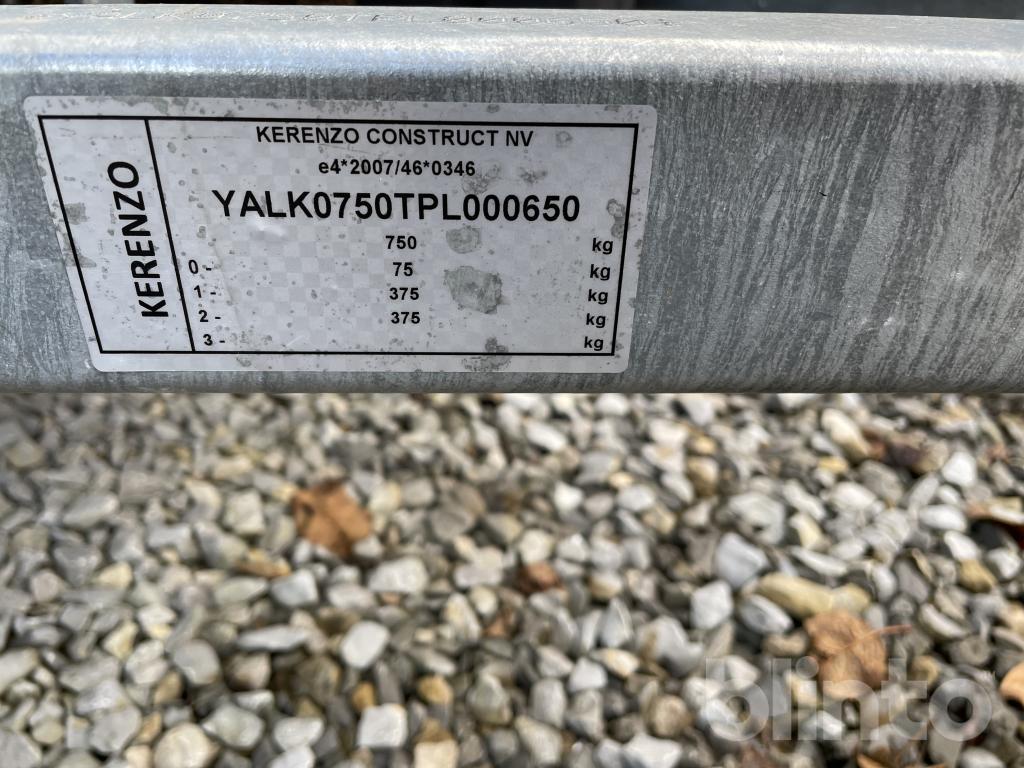 KERENZO
KERENZO CONSTRUCT NV
e4*2007/46*0346
YALK0750TPL000650
750 kg
0 - 75 kg
1 - 375 kg
2 - 375 kg
3 - kg
blinto